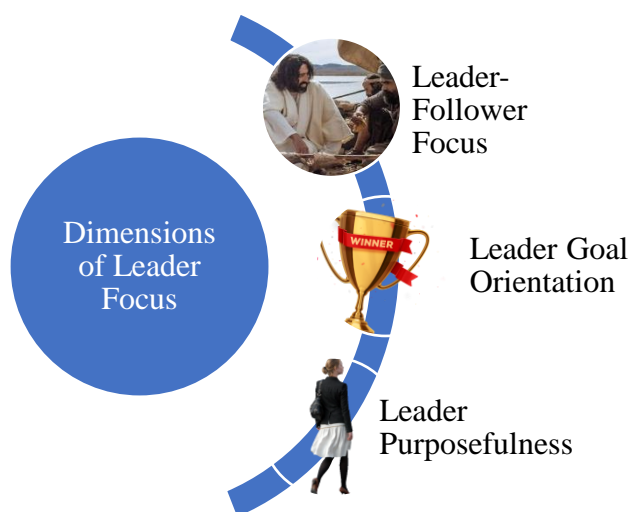 Leader-
Follower
Focus
Dimensions
of Leader
Focus
WINNER
Leader Goal
Orientation
Leader
Purposefulness